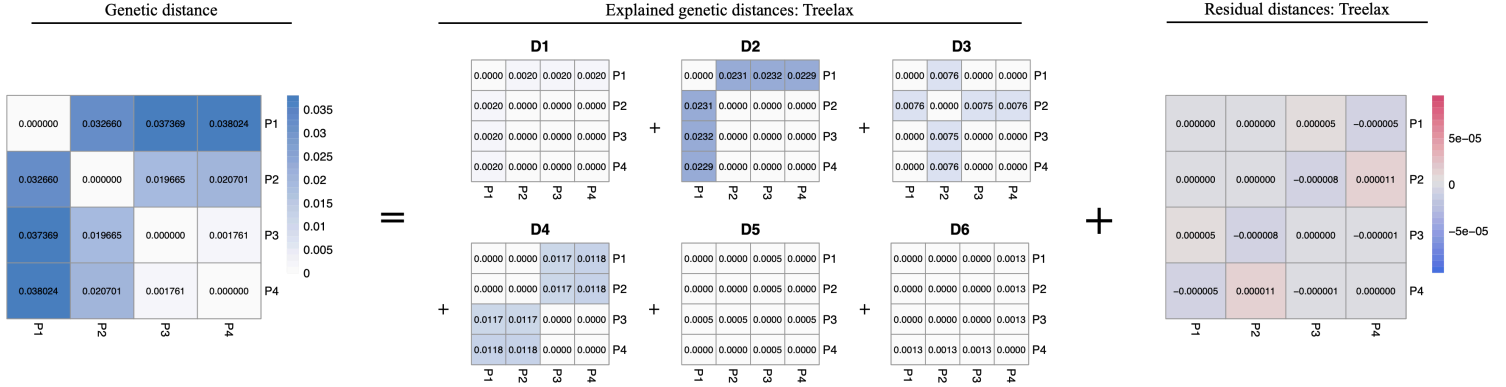 Genetic distance
Explained genetic distances: Treelax
Residual distances: Treelax
0.000000 0.032660 0.037369 0.038024 P1
0.032660 0.000000 0.019665 0.020701 P2
0.037369 0.019665 0.000000 0.001761 P3
0.038024 0.020701 0.001761 0.000000 P4
P1 P2 P3 P4
0.035
0.03
0.025
0.02
0.015
0.01
0.005
0
=
D1
0.0000 0.0020 0.0020 0.0020 P1
0.0020 0.0000 0.0000 0.0000 P2
0.0020 0.0000 0.0000 0.0000 P3
0.0020 0.0000 0.0000 0.0000 P4
P1 P2 P3 P4
+
D2
0.0000 0.0231 0.0232 0.0229 P1
0.0231 0.0000 0.0000 0.0000 P2
0.0232 0.0000 0.0000 0.0000 P3
0.0229 0.0000 0.0000 0.0000 P4
P1 P2 P3 P4
+
D3
0.0000 0.0076 0.0000 0.0000 P1
0.0076 0.0000 0.0075 0.0076 P2
0.0000 0.0075 0.0000 0.0000 P3
0.0000 0.0076 0.0000 0.0000 P4
P1 P2 P3 P4
+
D4
0.0000 0.0000 0.0117 0.0118 P1
0.0000 0.0000 0.0117 0.0118 P2
0.0117 0.0117 0.0000 0.0000 P3
0.0118 0.0118 0.0000 0.0000 P4
P1 P2 P3 P4
+
D5
0.0000 0.0000 0.0005 0.0000 P1
0.0000 0.0000 0.0005 0.0000 P2
0.0005 0.0005 0.0000 0.0005 P3
0.0000 0.0000 0.0005 0.0000 P4
P1 P2 P3 P4
+
D6
0.0000 0.0000 0.0000 0.0013 P1
0.0000 0.0000 0.0000 0.0013 P2
0.0000 0.0000 0.0000 0.0013 P3
0.0013 0.0013 0.0013 0.0000 P4
P1 P2 P3 P4
+
0.000000 0.000000 0.000005 −0.000005 P1
0.000000 0.000000 −0.000008 0.000011 P2
0.000005 −0.000008 0.000000 −0.000001 P3
−0.000005 0.000011 −0.000001 0.000000 P4
P1 P2 P3 P4
5e−05
0
−5e−05